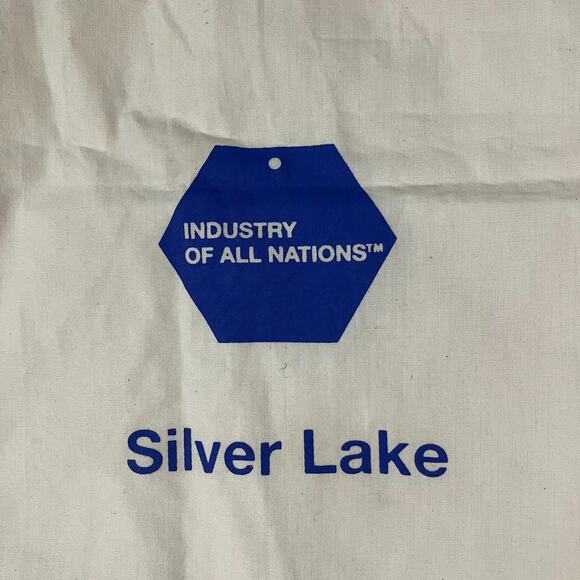 INDUSTRY
OF ALL NATIONS™
Silver Lake